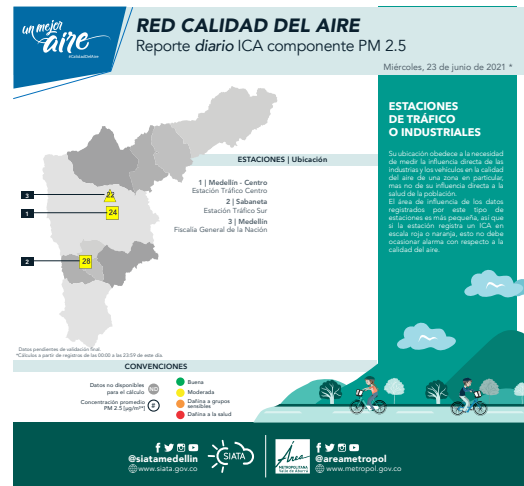 un mejor
aire
#CalidadDelAire
RED CALIDAD DEL AIRE
Reporte diario ICA componente PM 2.5
Miércoles, 23 de junio de 2021 *
ESTACIONES | Ubicación
1 | Medellín - Centro
Estación Tráfico Centro
2 | Sabaneta
Estación Tráfico Sur
3 | Medellín
Fiscalía General de la Nación
3
22
1
24
2
28
ESTACIONES
DE TRÁFICO
O INDUSTRIALES
Su ubicación obedece a la necesidad
de medir la influencia directa de las
industrias y los vehículos en la calidad
del aire de una zona en particular,
mas no de su influencia directa a la
salud de la población.
El área de influencia de los datos
registrados por este tipo de
estaciones es más pequeña, así que
si la estación registra un ICA en
escala roja o naranja, esto no debe
ocasionar alarma con respecto a la
calidad del aire.
Datos pendientes de validación final.
*Cálculos a partir de registros de las 00:00 a las 23:59 de este día.
CONVENCIONES
Datos no disponibles
para el cálculo
ND
Concentración promedio
PM 2.5 [µg/m³*]
#
Buena
Moderada
Dañina a grupos
sensibles
Dañina a la salud
@siatamedellin
www.siata.gov.co
SIATA
Área
METROPOLITANA
Valle de Aburrá
@areametropol
www.metropol.gov.co